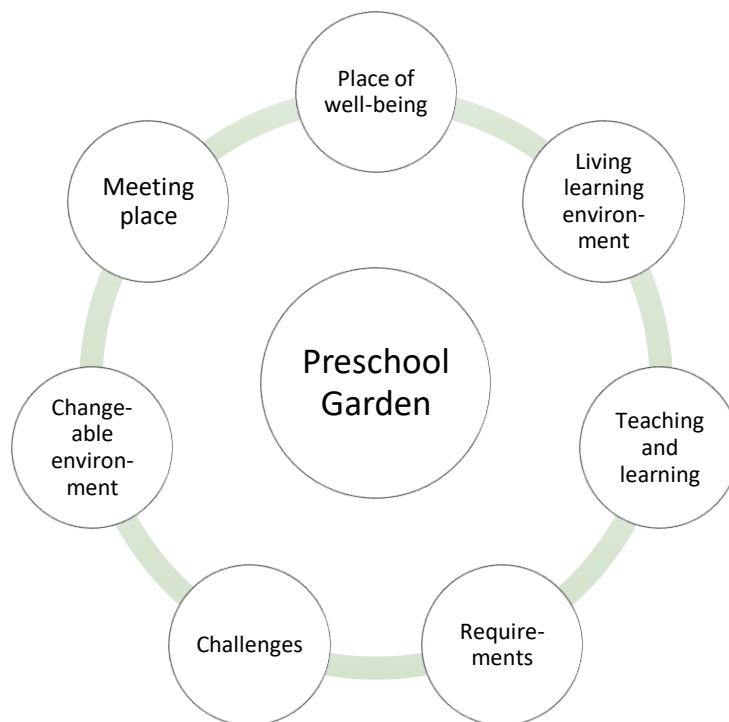 Place of
well-being
Living
learning
environ-
ment
Teaching
and
learning
Require-
ments
Challenges
Change-
able
environ-
ment
Meeting
place
Preschool
Garden